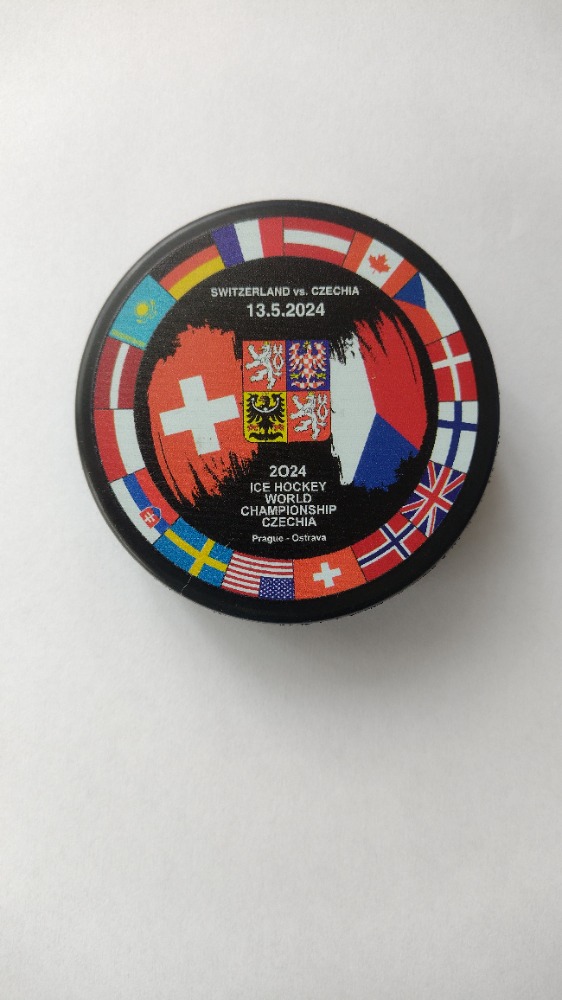 SWITZERLAND vs. CZECHIA
13.5.2024
2024
ICE HOCKEY
WORLD
CHAMPIONSHIP
CZECHIA
Prague - Ostrava